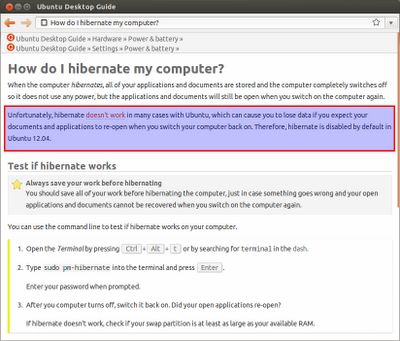 Ubuntu Desktop Guide
How do I hibernate my computer?
Ubuntu Desktop Guide » Hardware » Power & battery »
Ubuntu Desktop Guide » Settings » Power & battery »
How do I hibernate my computer?
When the computer hibernates, all of your applications and documents are stored and the computer completely switches off
so it does not use any power, but the applications and documents will still be open when you switch on the computer again.
Unfortunately, hibernate doesn't work in many cases with Ubuntu, which can cause you to lose data if you expect your
documents and applications to re-open when you switch your computer back on. Therefore, hibernate is disabled by default in
Ubuntu 12.04.
Test if hibernate works
Always save your work before hibernating
You should save all of your work before hibernating the computer, just in case something goes wrong and your open
applications and documents cannot be recovered when you switch on the computer again.
You can use the command line to test if hibernate works on your computer.
1. Open the Terminal by pressing Ctrl + Alt + t or by searching for terminal in the dash.
2. Type sudo pm-hibernate into the terminal and press Enter.
Enter your password when prompted.
3. After you computer turns off, switch it back on. Did your open applications re-open?
If hibernate doesn't work, check if your swap partition is at least as large as your available RAM.